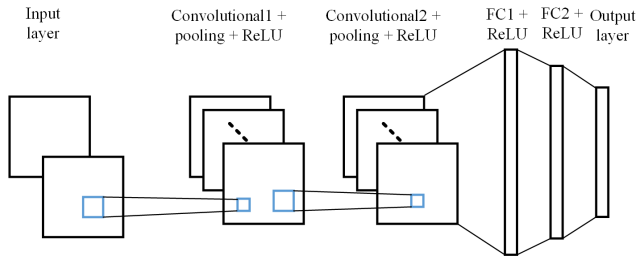 Input
layer
Convolutional1 +
pooling + ReLU
Convolutional2 +
pooling + ReLU
FC1 +
ReLU
FC2 +
ReLU
Output
layer